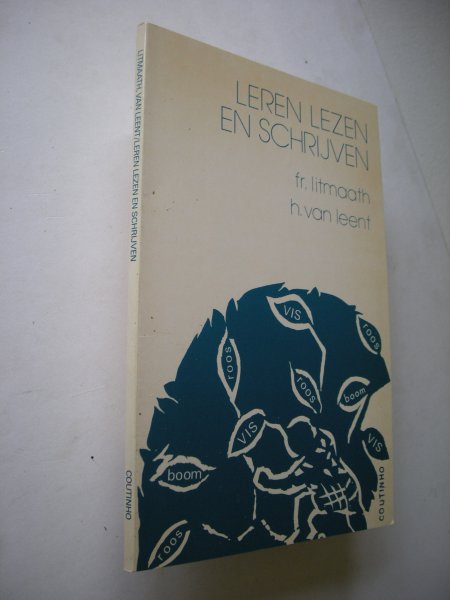 LITMAATH, VAN LEENT/LEREN LEZEN EN SCHRIJVEN
COUTINHO
LEREN LEZEN
EN SCHRIJVEN
fr. litmaath
h. van leent
VIS
roos
roos
roos
boom
VIS
VIS
boom
roos
COUTINHO